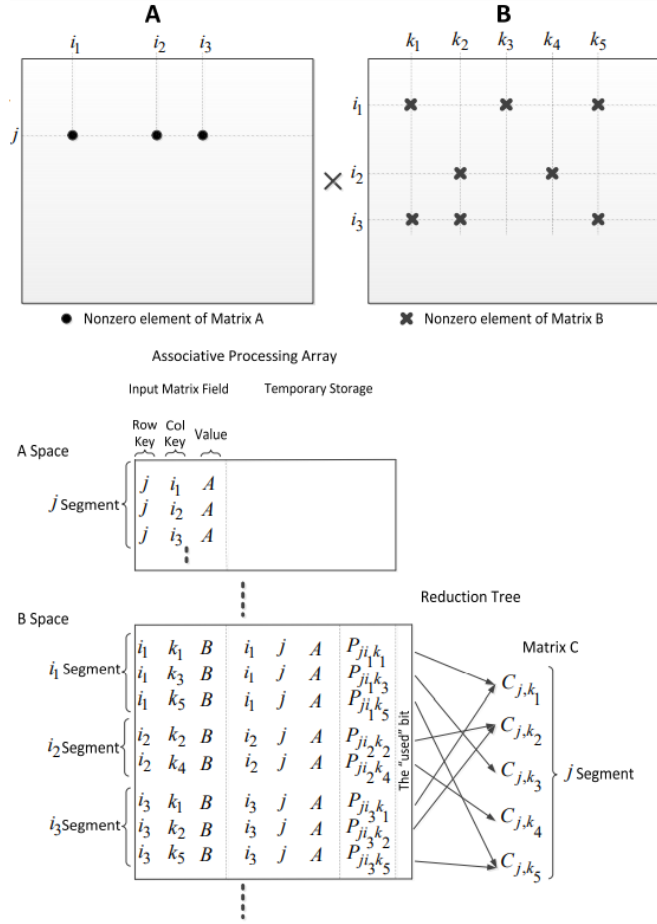 A
B
i1 i2 i3
k1 k2 k3 k4 k5
j
i1
i2
i3
×
Nonzero element of Matrix A
Nonzero element of Matrix B
Associative Processing Array
Input Matrix Field Temporary Storage
Row Key Col Key Value
A Space
j Segment
j i1 A
j i2 A
j i3 A
Reduction Tree
B Space
Matrix C
i1 Segment
i1 k1 B i1 j A Pji1k1
i1 k3 B i1 j A Pji1k3
i1 k5 B i1 j A Pji1k5
i2Segment
i2 k2 B i2 j A Pji2k2
i2 k4 B i2 j A Pji2k4
i3Segment
i3 k1 B i3 j A Pji3k1
i3 k2 B i3 j A Pji3k2
i3 k5 B i3 j A Pji3k5
The "used" bit
Cj,k1
Cj,k2
Cj,k3
Cj,k4
Cj,k5
j Segment